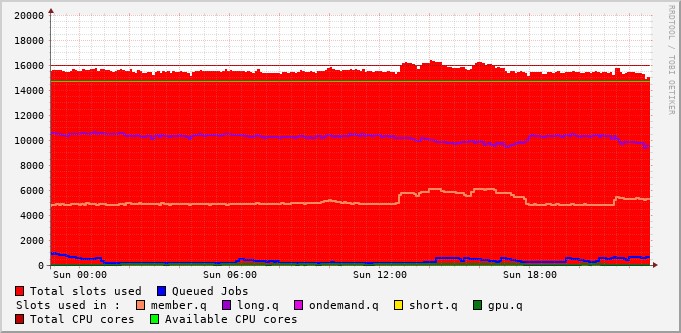 20000
18000
16000
14000
12000
10000
8000
6000
4000
2000
0
Sun 00:00 Sun 06:00 Sun 12:00 Sun 18:00
RRDTOOL / TOBI OETIKER
Total slots used Queued Jobs
Slots used in : member.q long.q ondemand.q short.q gpu.q
Total CPU cores Available CPU cores